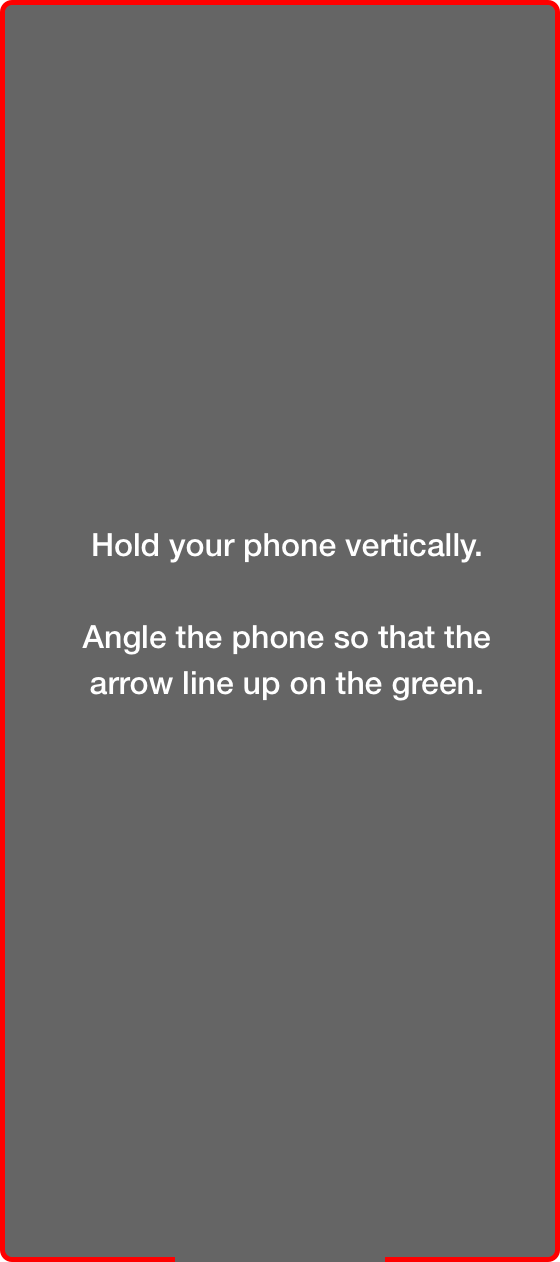 Hold your phone vertically.
Angle the phone so that the
arrow line up on the green.